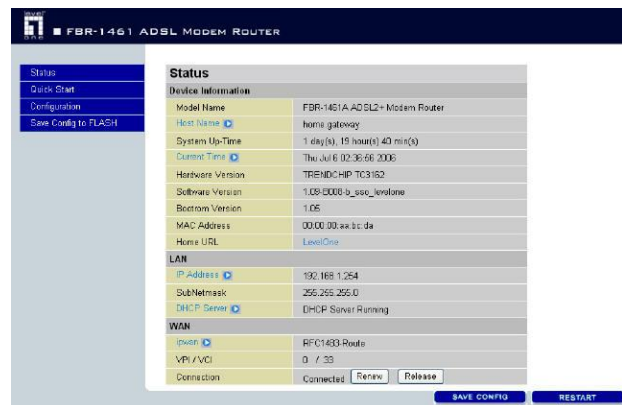 level one
FBR-1461 ADSL MODEM ROUTER
Status
Quick Start
Configuration
Save Config to FLASH
Status
Device Information
Model Name FBR-1461A ADSL2+ Modem Router
Host Name home.gateway
System Up-Time 1 day(s), 19 hour(s) 40 min(s)
Current Time Thu Jul 6 02:36:56 2006
Hardware Version TRENDCHIP TC3162
Software Version
Bootrom Version 1.05
MAC Address 00:00:00:aa:bc:da
Home URL LevelOne
LAN
IP Address 192.168.1.254
SubNetmask 255.255.255.0
DHCP Server DHCP Server Running
WAN
ipwan RFC1483-Route
VPI / VCI 0 / 33
Connection Connected Renew Release
SAVE CONFIG RESTART